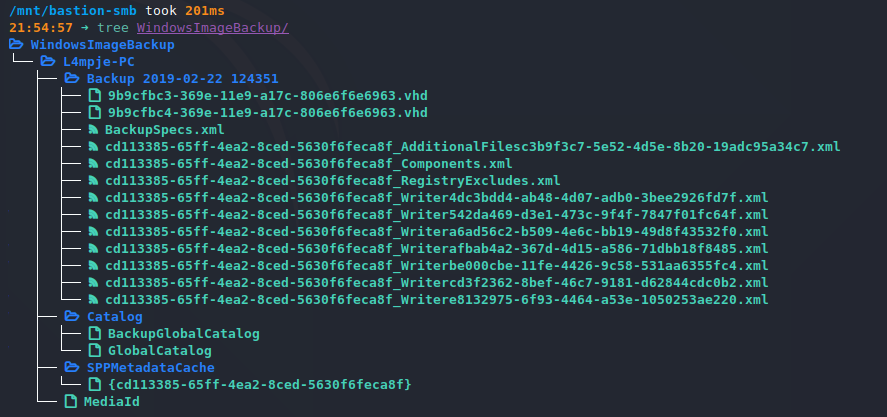 /mnt/bastion-smb took 201ms
21:54:57 → tree WindowsImageBackup/
WindowsImageBackup
L4mpje-PC
Backup 2019-02-22 124351
9b9cfbc3-369e-11e9-a17c-806e6f6e6963.vhd
9b9cfbc4-369e-11e9-a17c-806e6f6e6963.vhd
BackupSpecs.xml
cd113385-65ff-4ea2-8ced-5630f6feca8f_AdditionalFilesc3b9f3c7-5e52-4d5e-8b20-19adc95a34c7.xml
cd113385-65ff-4ea2-8ced-5630f6feca8f_Components.xml
cd113385-65ff-4ea2-8ced-5630f6feca8f_RegistryExcludes.xml
cd113385-65ff-4ea2-8ced-5630f6feca8f_Writer4dc3bdd4-ab48-4d07-adb0-3bee2926fd7f.xml
cd113385-65ff-4ea2-8ced-5630f6feca8f_Writer542da469-d3e1-473c-9f4f-7847f01fc64f.xml
cd113385-65ff-4ea2-8ced-5630f6feca8f_Writera6ad56c2-b509-4e6c-bb19-49d8f43532f0.xml
cd113385-65ff-4ea2-8ced-5630f6feca8f_Writerafbab4a2-367d-4d15-a586-71dbb18f8485.xml
cd113385-65ff-4ea2-8ced-5630f6feca8f_Writerbe000cbe-11fe-4426-9c58-531aa6355fc4.xml
cd113385-65ff-4ea2-8ced-5630f6feca8f_Writercd3f2362-8bef-46c7-9181-d62844cdc0b2.xml
cd113385-65ff-4ea2-8ced-5630f6feca8f_Writere8132975-6f93-4464-a53e-1050253ae220.xml
Catalog
BackupGlobalCatalog
GlobalCatalog
SPPMetadataCache
{cd113385-65ff-4ea2-8ced-5630f6feca8f}
MediaId